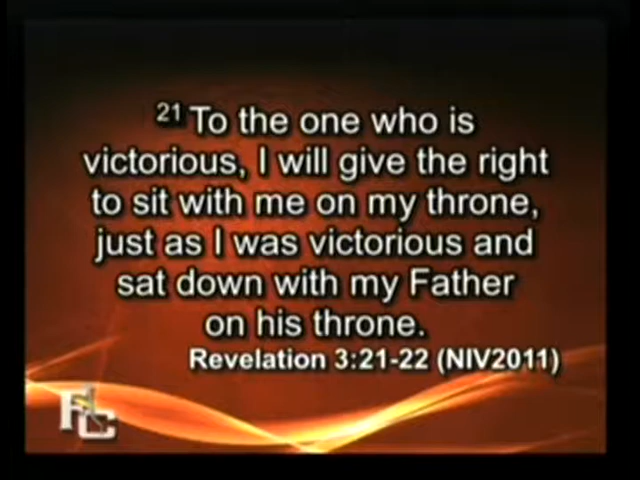 21 To the one who is
victorious, I will give the right
to sit with me on my throne,
just as I was victorious and
sat down with my Father
on his throne.
Revelation 3:21-22 (NIV2011)
FLC